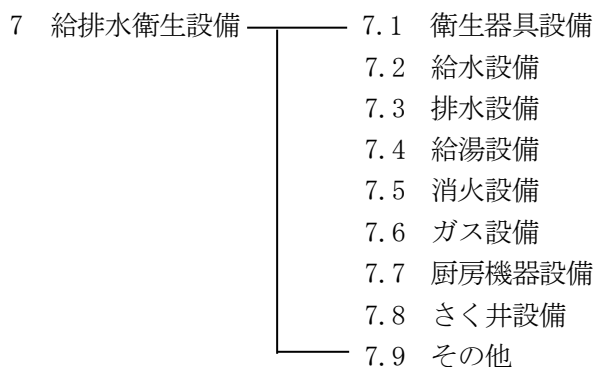 7 給排水衛生設備 7.1 衛生器具設備
7.2 給水設備
7.3 排水設備
7.4 給湯設備
7.5 消火設備
7.6 ガス設備
7.7 厨房機器設備
7.8 さく井設備
7.9 その他